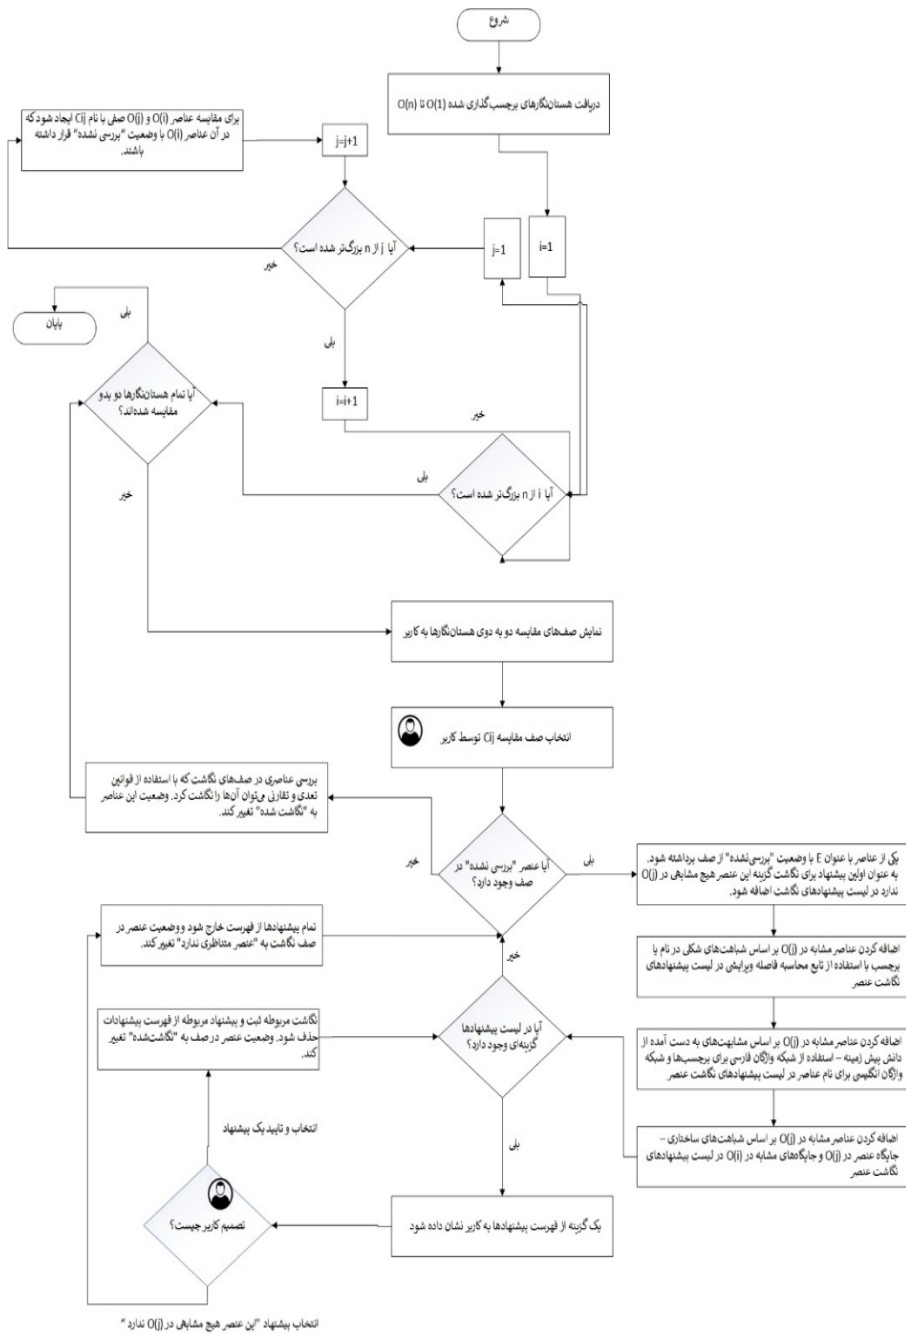 شروع
دریافت هستان‌نگارهای برچسب‌گذاری شده O(1) تا O(n)
برای مقایسه عناصر O(i) و O(j) صفی با نام Cij ایجاد شود که
در آن عناصر O(i) با وضعیت "بررسی نشده" قرار داشته
باشند.
j=j+1
i=1
j=1
آیا j از n بزرگ‌تر شده است؟
خیر
بلی
i=i+1
خیر
آیا i از n بزرگ‌تر شده است؟
بلی
آیا تمام هستان‌نگارها دو بدو
مقایسه شده‌اند؟
بلی
پایان
خیر
نمایش صف‌های مقایسه دو به دوی هستان‌نگارها به کاربر
انتخاب صف مقایسه Cij توسط کاربر
آیا عنصر "بررسی نشده" در
صف وجود دارد؟
خیر
بررسی عناصری در صف‌های نگاشت که با استفاده از قوانین
تعدی و تقارنی می‌توان آن‌ها را نگاشت کرد. وضعیت این عناصر
به "نگاشت شده" تغییر کند.
بلی
یکی از عناصر با عنوان E با وضعیت "بررسی‌نشده" از صف برداشته شود.
به عنوان اولین پیشنهاد برای نگاشت گزینه این عنصر هیچ مشابهی در O(j)
ندارد در لیست پیشنهادهای نگاشت اضافه شود.
اضافه کردن عناصر مشابه در O(j) بر اساس شباهت‌های شکلی در نام یا
برچسب با استفاده از تابع محاسبه فاصله ویرایشی در لیست پیشنهادهای
نگاشت عنصر
اضافه کردن عناصر مشابه در O(j) بر اساس مشابهت‌های به دست آمده از
دانش پیش زمینه – استفاده از شبکه واژگان فارسی برای برچسب‌ها و شبکه
واژگان انگلیسی برای نام عناصر در لیست پیشنهادهای نگاشت عنصر
اضافه کردن عناصر مشابه در O(j) بر اساس شباهت‌های ساختاری –
جایگاه عنصر در O(j) و جایگاه‌های مشابه در O(i) در لیست پیشنهادهای
نگاشت عنصر
آیا در لیست پیشنهادها
گزینه‌ای وجود دارد؟
خیر
بلی
یک گزینه از فهرست پیشنهادها به کاربر نشان داده شود
تصمیم کاربر چیست؟
انتخاب و تایید یک پیشنهاد
نگاشت مربوطه ثبت و پیشنهاد مربوطه از فهرست پیشنهادات
حذف شود. وضعیت عنصر در صف به "نگاشت‌شده" تغییر
کند.
تمام پیشنهادها از فهرست خارج شود و وضعیت عنصر در
صف نگاشت به "عنصر متناظری ندارد" تغییر کند.
انتخاب پیشنهاد "این عنصر هیچ مشابهی در O(j) ندارد "